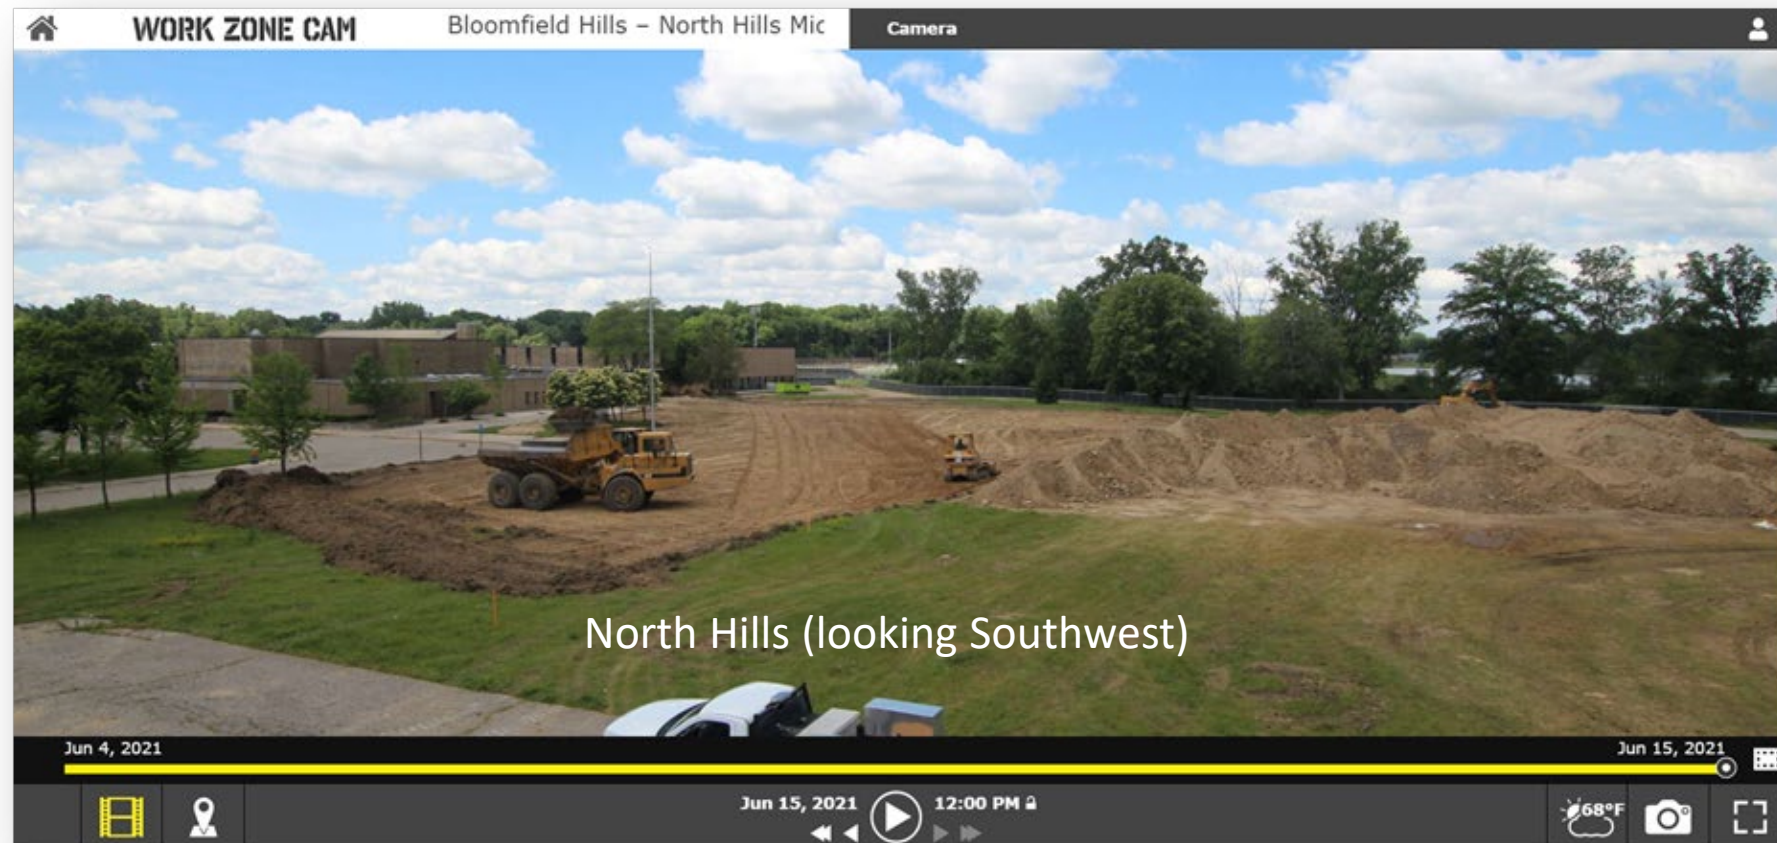 WORK ZONE CAM
Bloomfield Hills – North Hills Mic
Camera
North Hills (looking Southwest)
Jun 4, 2021
Jun 15, 2021
Jun 15, 2021
12:00 PM
68°F